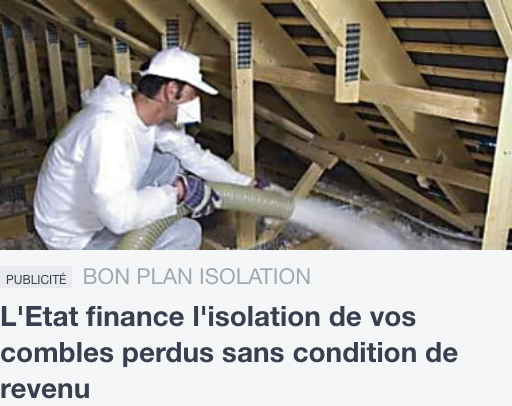 PUBLICITÉ BON PLAN ISOLATION
L'Etat finance l'isolation de vos
combles perdus sans condition de
revenu